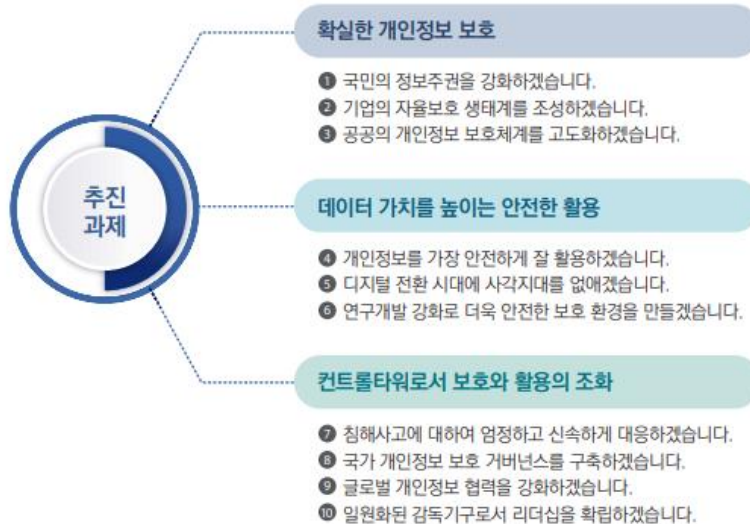 추진
과제
확실한 개인정보 보호
❶ 국민의 정보주권을 강화하겠습니다.
❷ 기업의 자율보호 생태계를 조성하겠습니다.
❸ 공공의 개인정보 보호체계를 고도화하겠습니다.
데이터 가치를 높이는 안전한 활용
❹ 개인정보를 가장 안전하게 잘 활용하겠습니다.
❺ 디지털 전환 시대에 사각지대를 없애겠습니다.
❻ 연구개발 강화로 더욱 안전한 보호 환경을 만들겠습니다.
컨트롤타워로서 보호와 활용의 조화
❼ 침해사고에 대하여 엄정하고 신속하게 대응하겠습니다.
❽ 국가 개인정보 보호 거버넌스를 구축하겠습니다.
❾ 글로벌 개인정보 협력을 강화하겠습니다.
❿ 일원화된 감독기구로서 리더십을 확립하겠습니다.